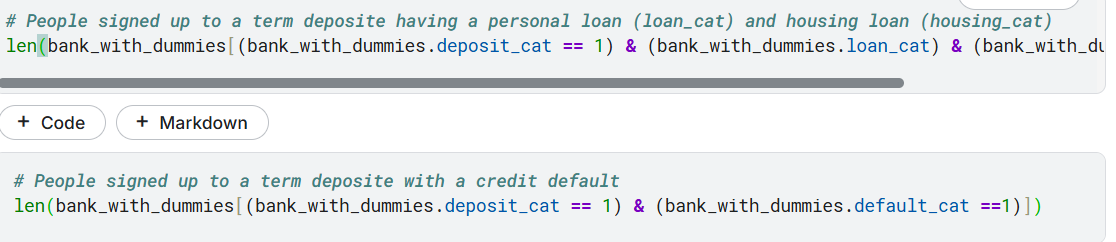 # People signed up to a term deposite having a personal loan (loan_cat) and housing loan (housing_cat)
len(bank_with_dummies[(bank_with_dummies.deposit_cat == 1) & (bank_with_dummies.loan_cat) & (bank_with_du
+ Code + Markdown
# People signed up to a term deposite with a credit default
len(bank_with_dummies[(bank_with_dummies.deposit_cat == 1) & (bank_with_dummies.default_cat ==1)])